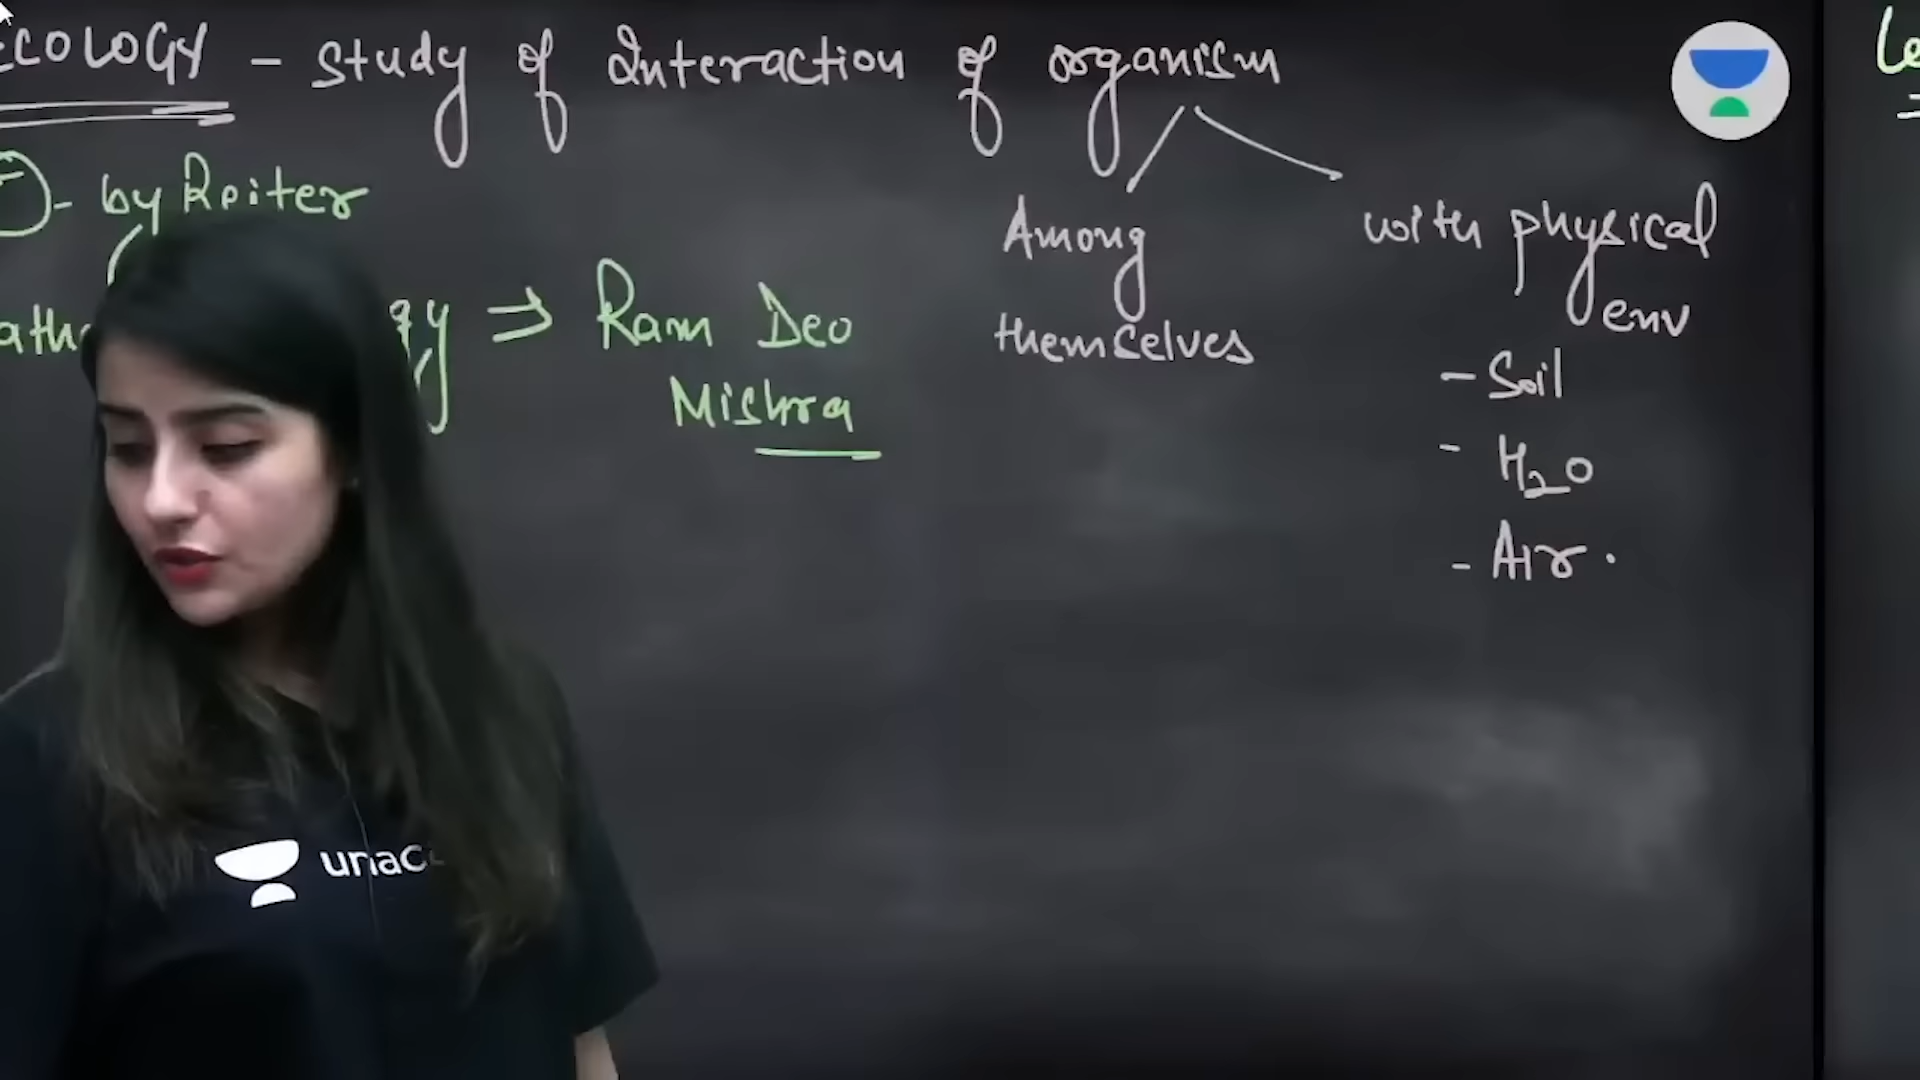 ECOLOGY - Study of Interaction of organism
by Reiter
Among
themselves
with physical
env
- Soil
- H2O
- Air.
⇒ Ram Deo
Mishra
unac